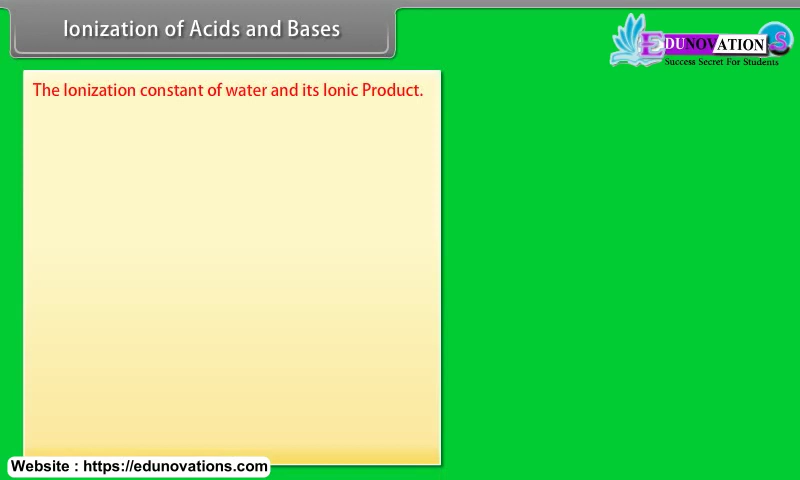 Ionization of Acids and Bases
EDUNOVATION S
Success Secret For Students
The Ionization constant of water and its Ionic Product.
Website : https://edunovations.com